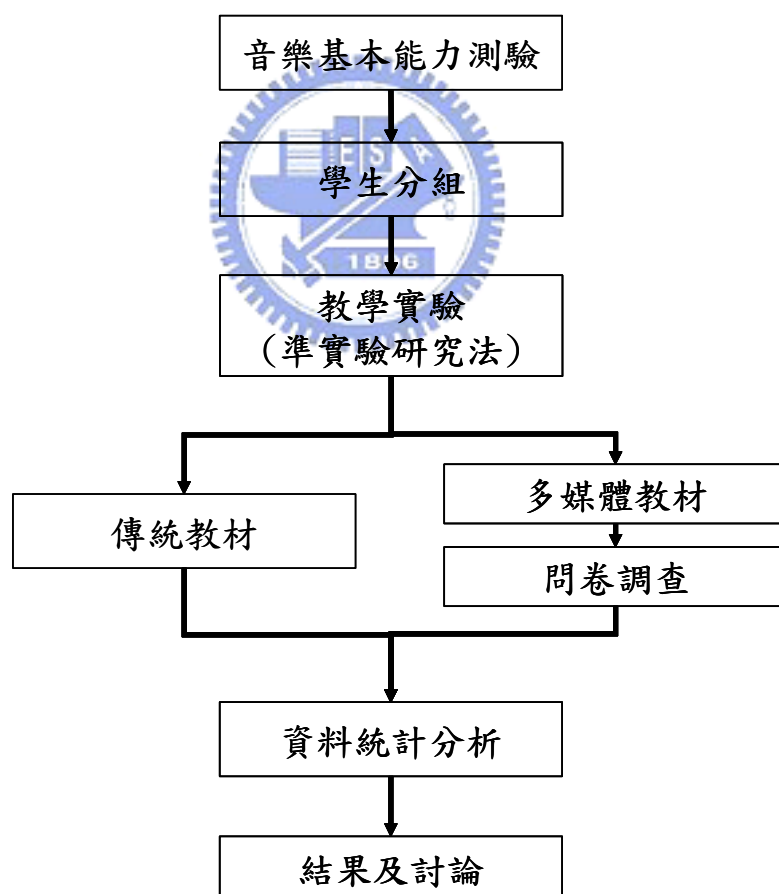 音樂基本能力測驗
E S A
學生分組
1896
教學實驗
（準實驗研究法）
傳統教材
多媒體教材
問卷調查
資料統計分析
結果及討論